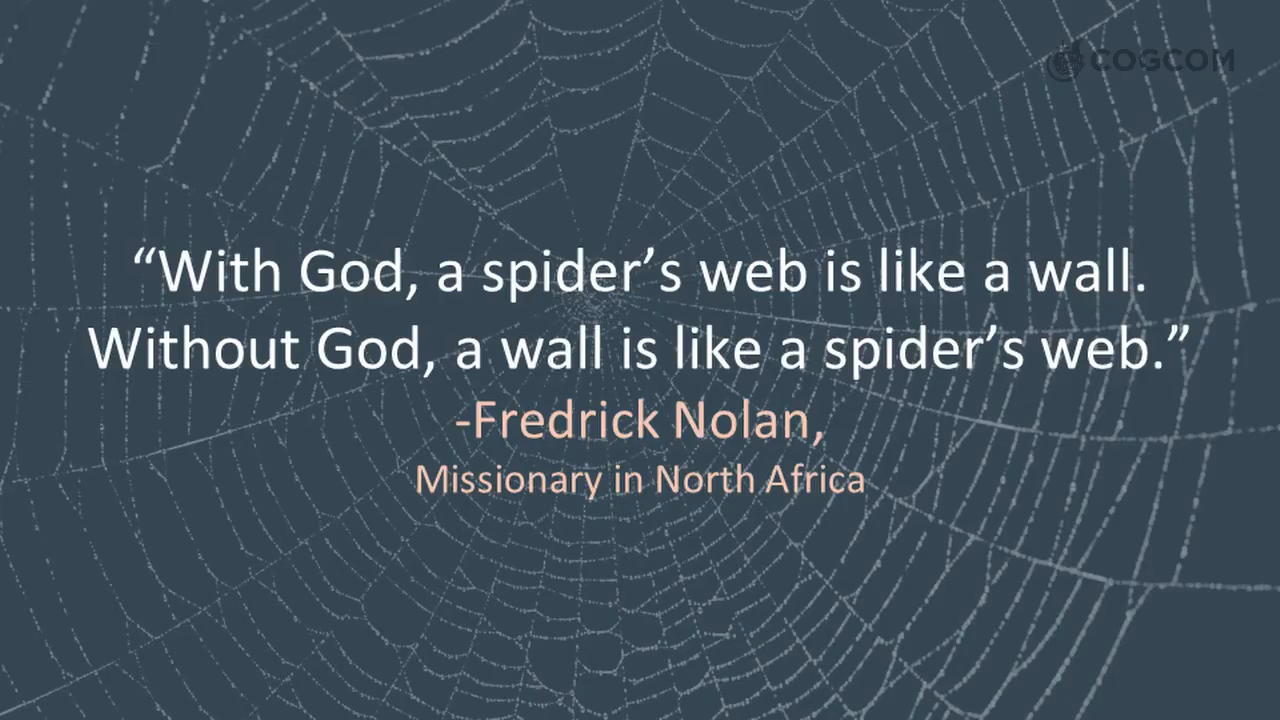 COGCOM
“With God, a spider’s web is like a wall.
Without God, a wall is like a spider’s web.”
-Fredrick Nolan,
Missionary in North Africa